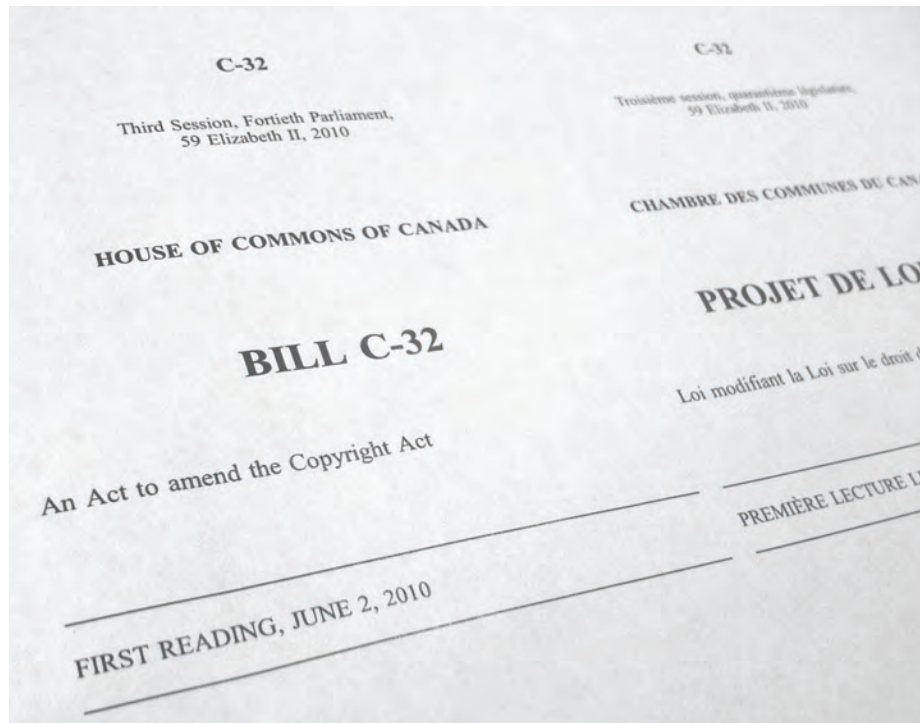 C-32
Third Session, Fortieth Parliament,
59 Elizabeth II, 2010
HOUSE OF COMMONS OF CANADA
BILL C-32
An Act to amend the Copyright Act
FIRST READING, JUNE 2, 2010
C-32
Troisième session, quarantième législature,
59 Elizabeth II, 2010
CHAMBRE DES COMMUNES DU
PROJET DE
Loi modifiant la Loi sur le droit
PREMIÈRE LECTURE